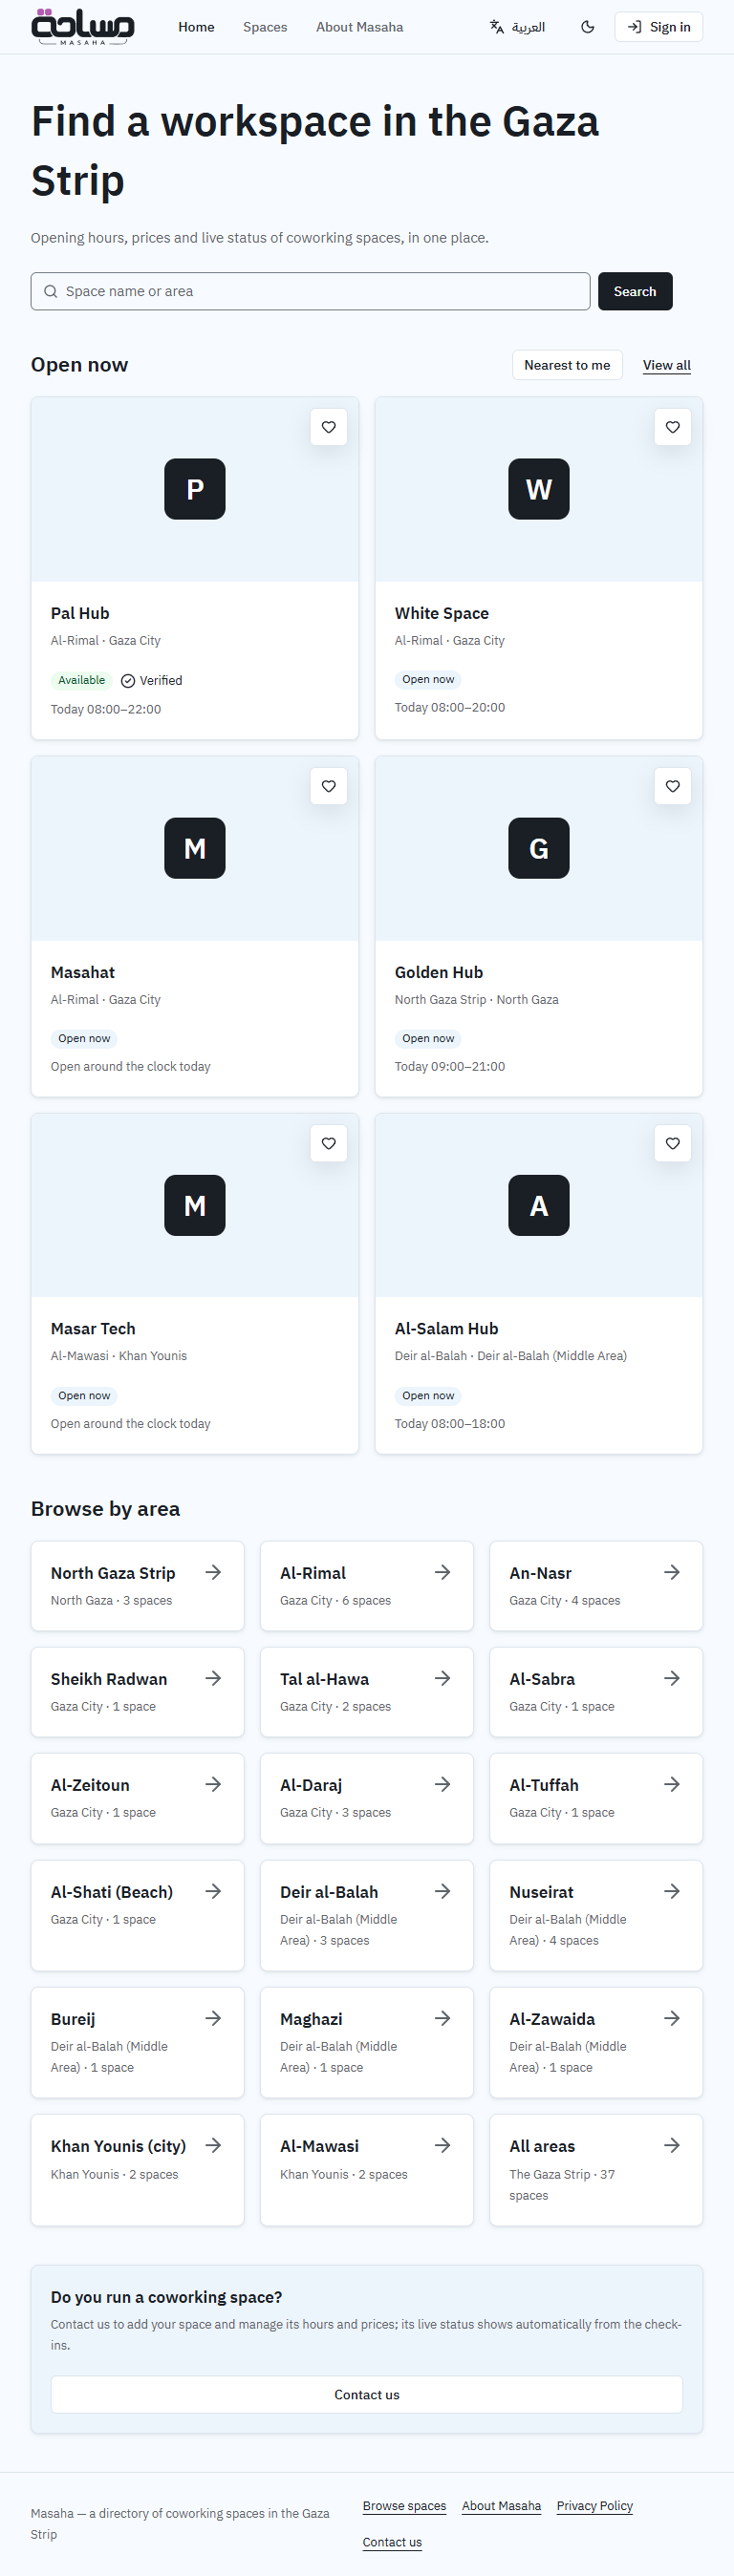 مساحة
MASAHA
Home
Spaces
About Masaha
العربية
Sign in
Find a workspace in the Gaza
Strip
Opening hours, prices and live status of coworking spaces, in one place.
Space name or area
Search
Open now
Nearest to me
View all
P
Pal Hub
Al-Rimal · Gaza City
Available
Verified
Today 08:00–22:00
W
White Space
Al-Rimal · Gaza City
Open now
Today 08:00–20:00
M
Masahat
Al-Rimal · Gaza City
Open now
Open around the clock today
G
Golden Hub
North Gaza Strip · North Gaza
Open now
Today 09:00–21:00
M
Masar Tech
Al-Mawasi · Khan Younis
Open now
Open around the clock today
A
Al-Salam Hub
Deir al-Balah · Deir al-Balah (Middle Area)
Open now
Today 08:00–18:00
Browse by area
North Gaza Strip
North Gaza · 3 spaces
Al-Rimal
Gaza City · 6 spaces
An-Nasr
Gaza City · 4 spaces
Sheikh Radwan
Gaza City · 1 space
Tal al-Hawa
Gaza City · 2 spaces
Al-Sabra
Gaza City · 1 space
Al-Zeitoun
Gaza City · 1 space
Al-Daraj
Gaza City · 3 spaces
Al-Tuffah
Gaza City · 1 space
Al-Shati (Beach)
Gaza City · 1 space
Deir al-Balah
Deir al-Balah (Middle
Area) · 3 spaces
Nuseirat
Deir al-Balah (Middle
Area) · 4 spaces
Bureij
Deir al-Balah (Middle
Area) · 1 space
Maghazi
Deir al-Balah (Middle
Area) · 1 space
Al-Zawaida
Deir al-Balah (Middle
Area) · 1 space
Khan Younis (city)
Khan Younis · 2 spaces
Al-Mawasi
Khan Younis · 2 spaces
All areas
The Gaza Strip · 37
spaces
Do you run a coworking space?
Contact us to add your space and manage its hours and prices; its live status shows automatically from the check-
ins.
Contact us
Masaha — a directory of coworking spaces in the Gaza
Strip
Browse spaces
About Masaha
Privacy Policy
Contact us